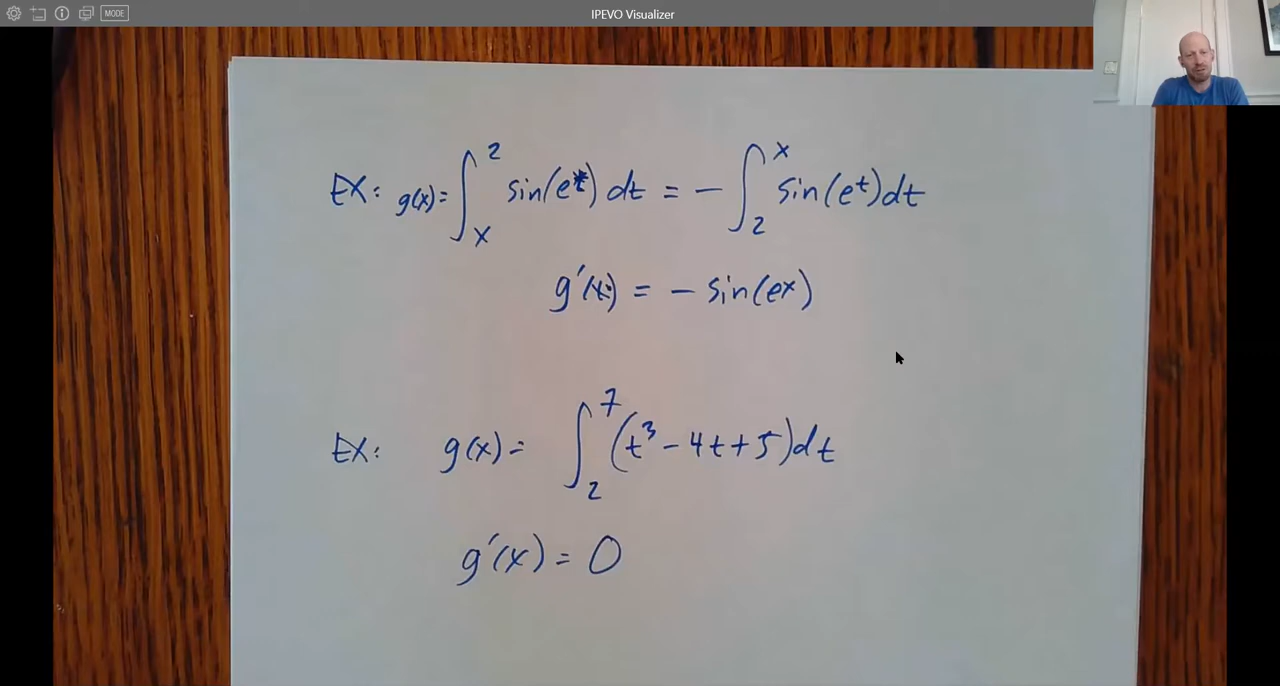 MODE
IPEVO Visualizer
EX: g(x) = ∫_x^2 sin(e^t) dt = - ∫_2^x sin(e^t) dt
g'(x) = - sin(ex)
EX: g(x) = ∫_2^7 (t^3 - 4t + 5) dt
g'(x) = 0